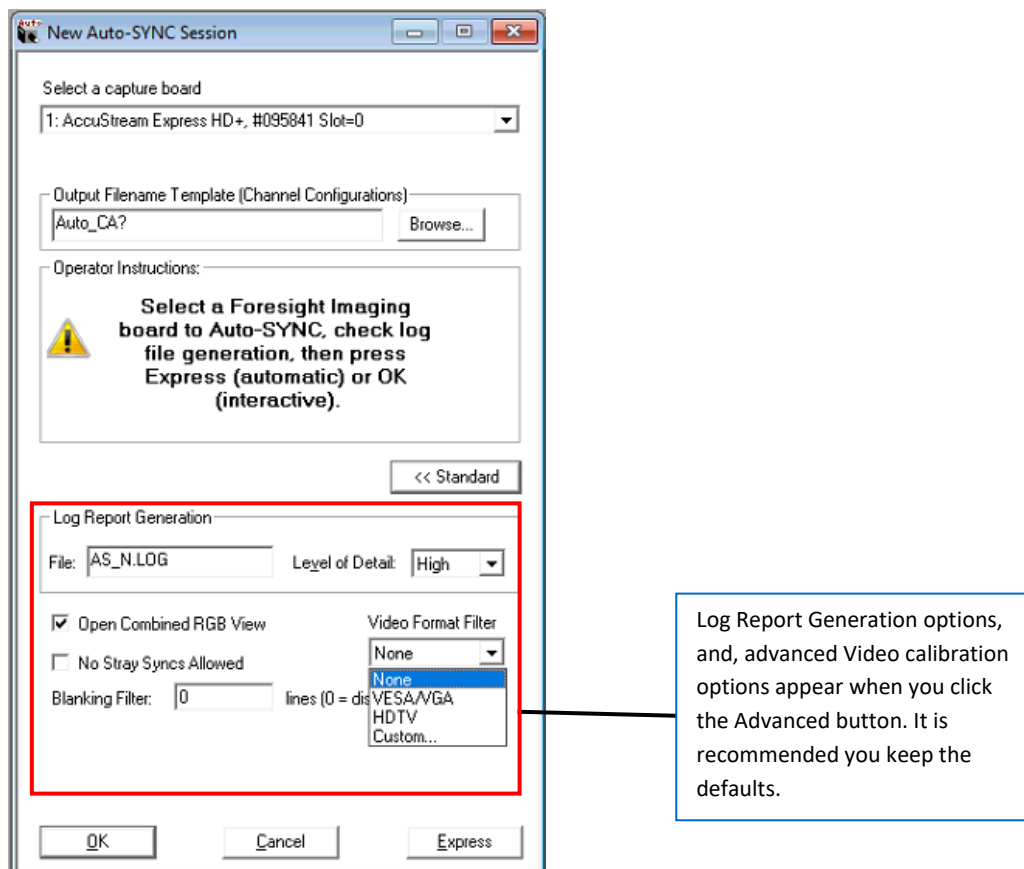 Auto
New Auto-SYNC Session
Select a capture board
1: AccuStream Express HD+, #095841 Slot=0
Output Filename Template (Channel Configurations)
Auto_CA?
Browse...
Operator Instructions:
Select a Foresight Imaging
board to Auto-SYNC, check log
file generation, then press
Express (automatic) or OK
(interactive).
<< Standard
Log Report Generation
File: AS_N.LOG Level of Detail: High
Open Combined RGB View
Video Format Filter
No Stray Syncs Allowed
None
Blanking Filter: 0 lines (0 = dis
None
VESA/VGA
HDTV
Custom...
OK Cancel Express
Log Report Generation options,
and, advanced Video calibration
options appear when you click
the Advanced button. It is
recommended you keep the
defaults.